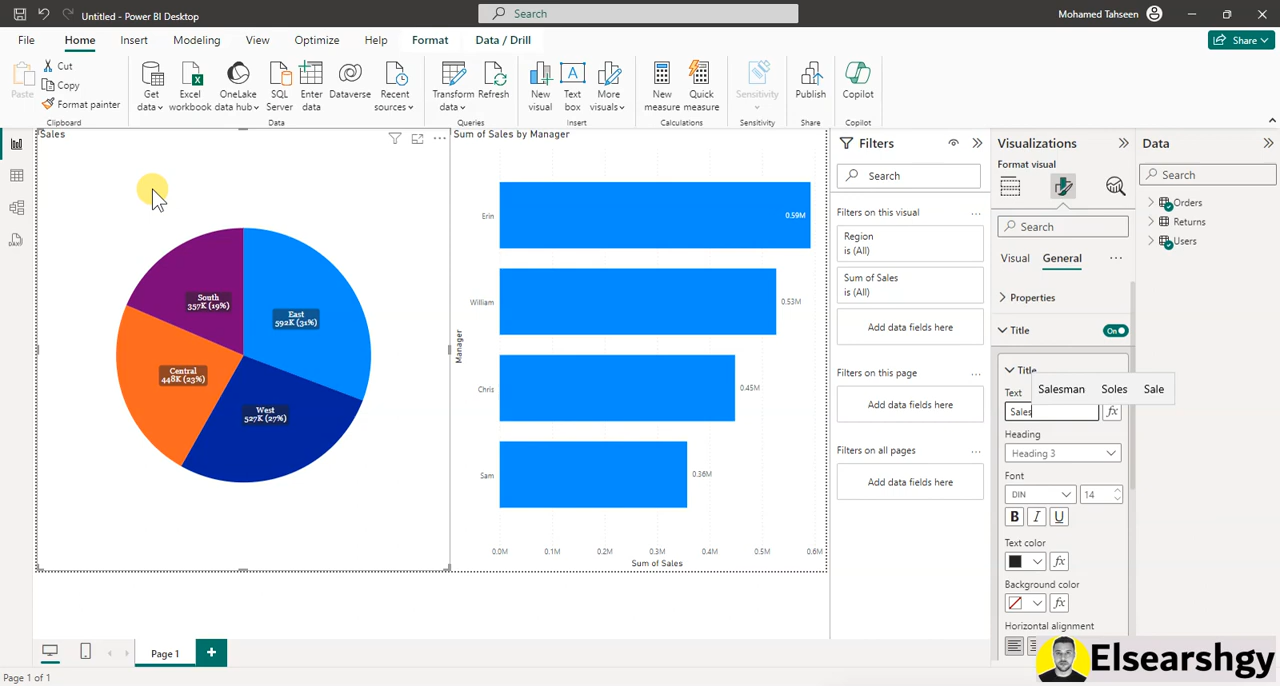 Untitled - Power BI Desktop
Search
Mohamed Tahseen
File Home Insert Modeling View Optimize Help Format Data / Drill
Share
Paste
Cut
Copy
Format painter
Clipboard
Get data
Excel workbook
OneLake data hub
SQL Server
Enter data
Dataverse
Recent sources
Data
Transform data
Refresh
Queries
New visual
Text box
More visuals
Insert
New measure
Quick measure
Calculations
Sensitivity
Sensitivity
Publish
Share
Copilot
Copilot
Sales
South
357K (19%)
East
592K (31%)
Central
448K (23%)
West
527K (27%)
Sum of Sales by Manager
Manager
Erin
0.59M
William
0.53M
Chris
0.45M
Sam
0.36M
0.0M 0.1M 0.2M 0.3M 0.4M 0.5M 0.6M
Sum of Sales
Filters
Search
Filters on this visual
Region
is (All)
Sum of Sales
is (All)
Add data fields here
Filters on this page
Add data fields here
Filters on all pages
Add data fields here
Visualizations
Format visual
Search
Visual General
Properties
Title On
Title
Text
Salesman Soles Sale
Sales
fx
Heading
Heading 3
Font
DIN 14
B I U
Text color
fx
Background color
fx
Horizontal alignment
Data
Search
Orders
Returns
Users
Page 1
Page 1 of 1
Elsearshgy